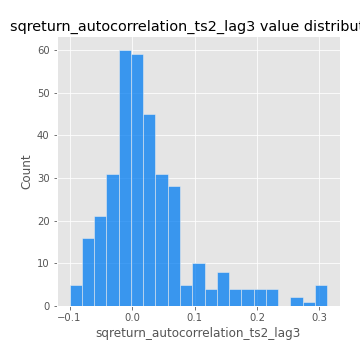 sqreturn_autocorrelation_ts2_lag3 value distribut
60
50
40
30
20
10
0
Count
−0.1 0.0 0.1 0.2 0.3
sqreturn_autocorrelation_ts2_lag3